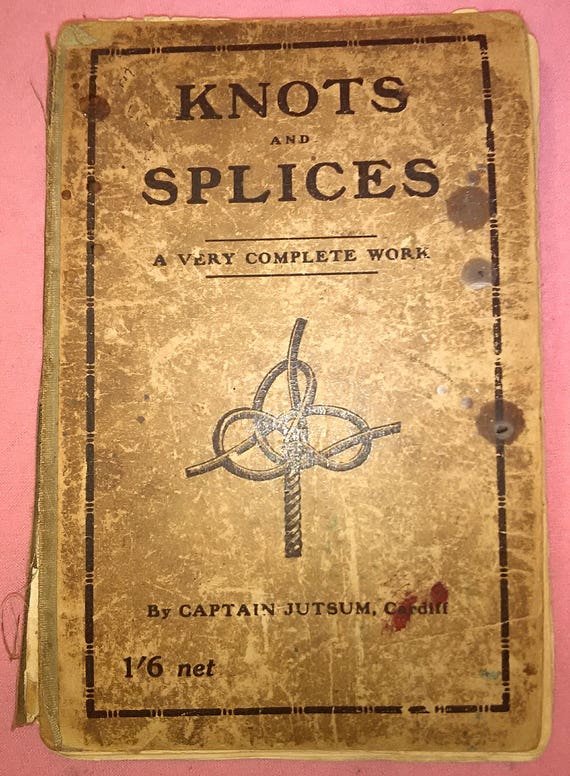 KNOTS
AND
SPLICES
A VERY COMPLETE WORK
By CAPTAIN JUTSUM, Cardiff
1/6 net